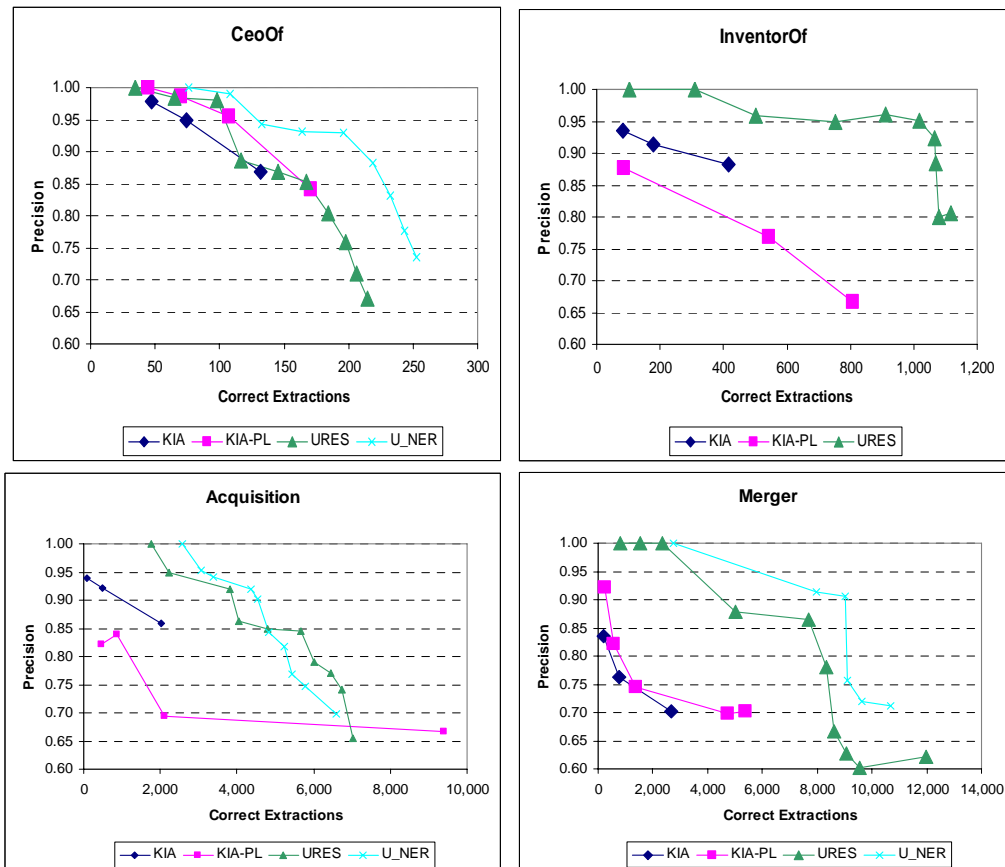 CeoOf
1.00
0.95
0.90
0.85
0.80
0.75
0.70
0.65
0.60
Precision
0 50 100 150 200 250 300
Correct Extractions
KIA KIA-PL URES U_NER
InventorOf
1.00
0.95
0.90
0.85
0.80
0.75
0.70
0.65
0.60
Precision
0 200 400 600 800 1,000 1,200
Correct Extractions
KIA KIA-PL URES
Acquisition
1.00
0.95
0.90
0.85
0.80
0.75
0.70
0.65
0.60
Precision
0 2,000 4,000 6,000 8,000 10,000
Correct Extractions
KIA KIA-PL URES U_NER
Merger
1.00
0.95
0.90
0.85
0.80
0.75
0.70
0.65
0.60
Precision
0 2,000 4,000 6,000 8,000 10,000 12,000 14,000
Correct Extractions
KIA KIA-PL URES U_NER